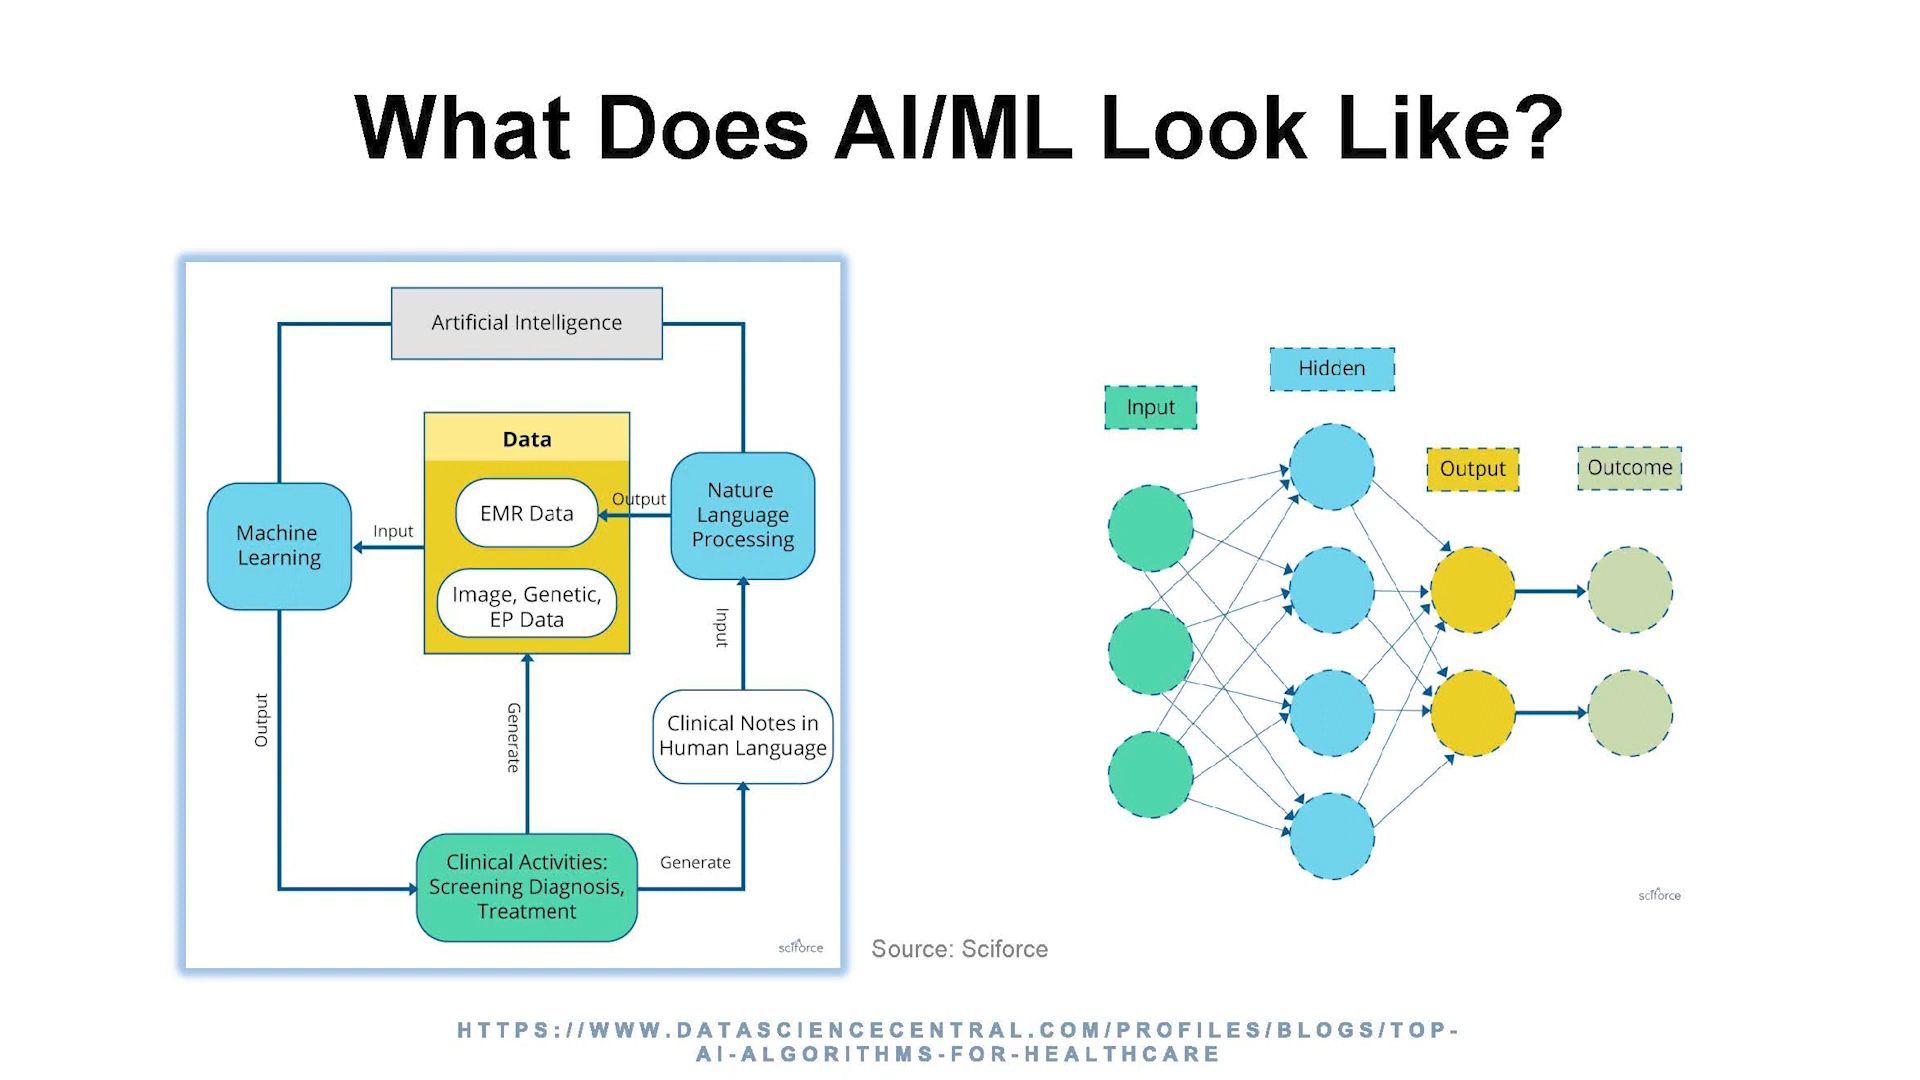 What Does AI/ML Look Like?
Artificial Intelligence
Data
EMR Data
Image, Genetic,
EP Data
Machine
Learning
Input
Output
Nature
Language
Processing
Input
Clinical Notes in
Human Language
Output
Generate
Generate
Clinical Activities:
Screening Diagnosis,
Treatment
sciforce
Source: Sciforce
Input
Hidden
Output
Outcome
sciforce
HTTPS://WWW.DATASCIENCECENTRAL.COM/PROFILES/BLOGS/TOP-
AI-ALGORITHMS-FOR-HEALTHCARE